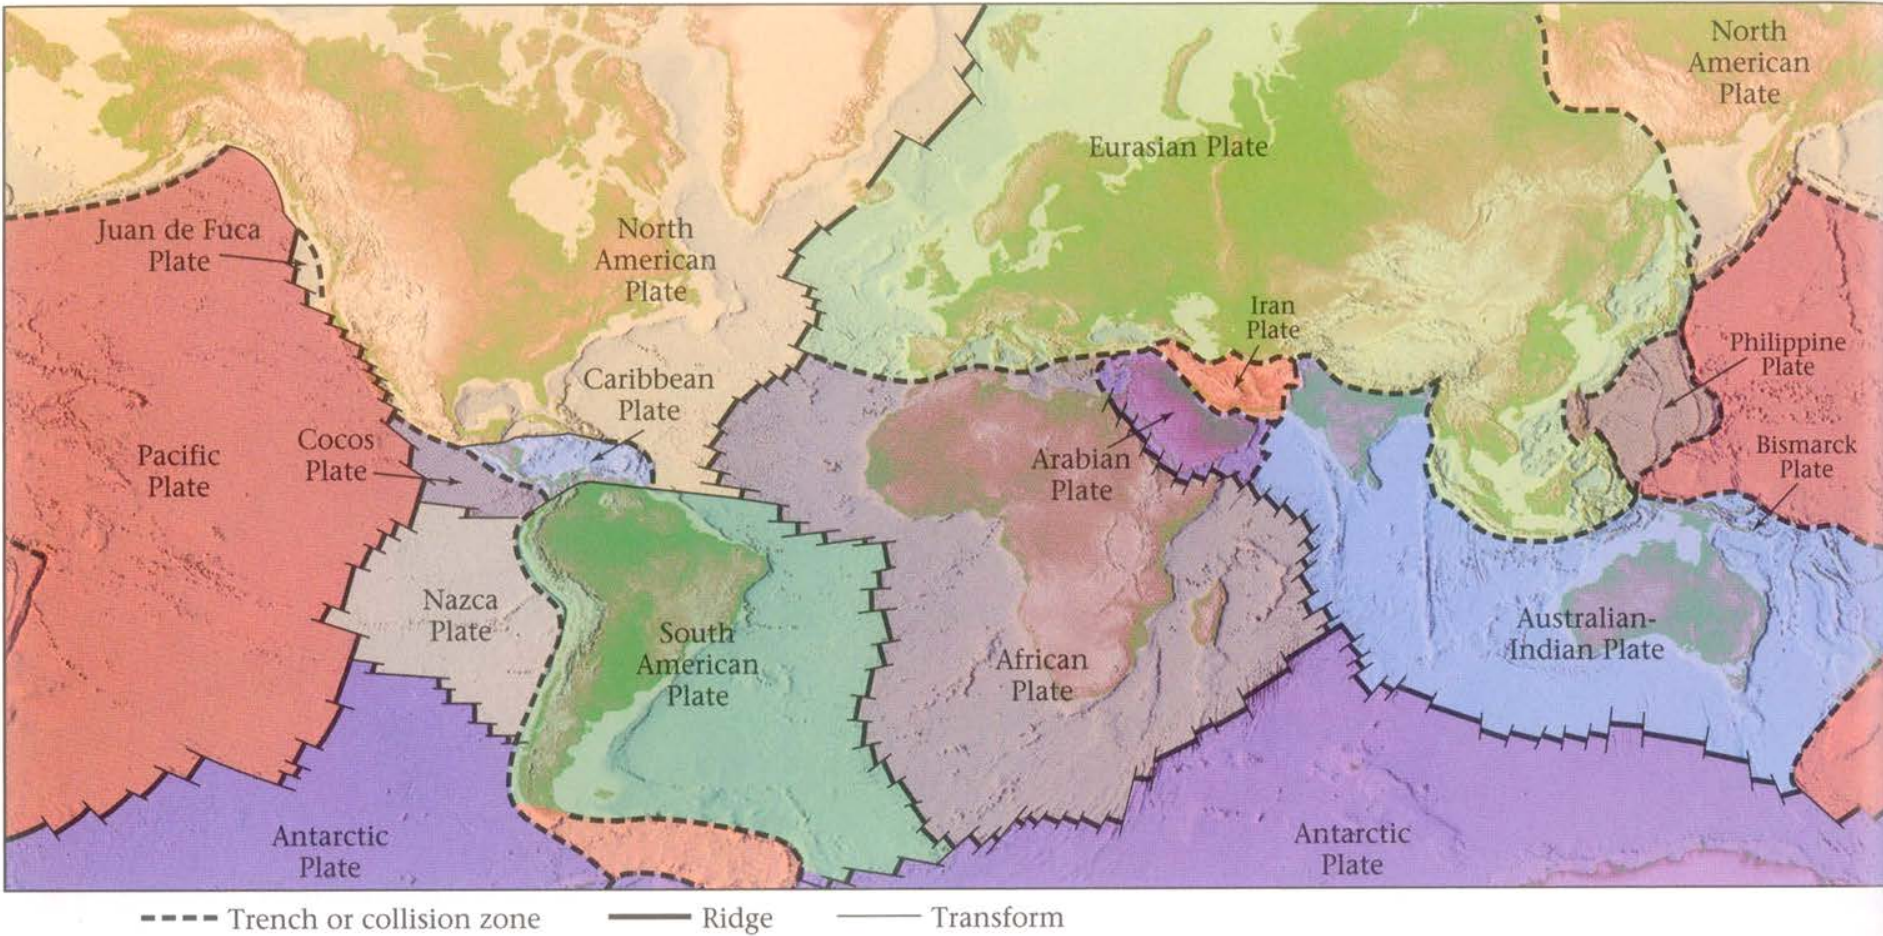 North
American
Plate
Eurasian Plate
Juan de Fuca
Plate
North
American
Plate
Iran
Plate
Philippine
Plate
Caribbean
Plate
Cocos
Plate
Pacific
Plate
Arabian
Plate
Bismarck
Plate
Nazca
Plate
South
American
Plate
African
Plate
Australian-
Indian Plate
Antarctic
Plate
Antarctic
Plate
Trench or collision zone
Ridge
Transform